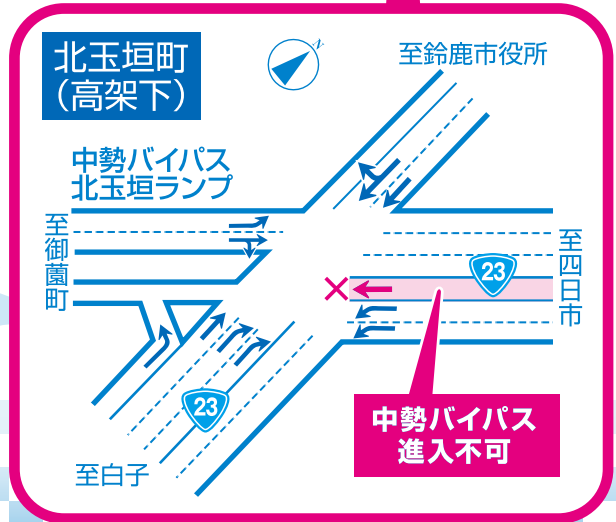 北玉垣町
（高架下）
N
至鈴鹿市役所
中勢バイパス
北玉垣ランプ
至御薗町
至四日市
23
23
至白子
中勢バイパス
進入不可